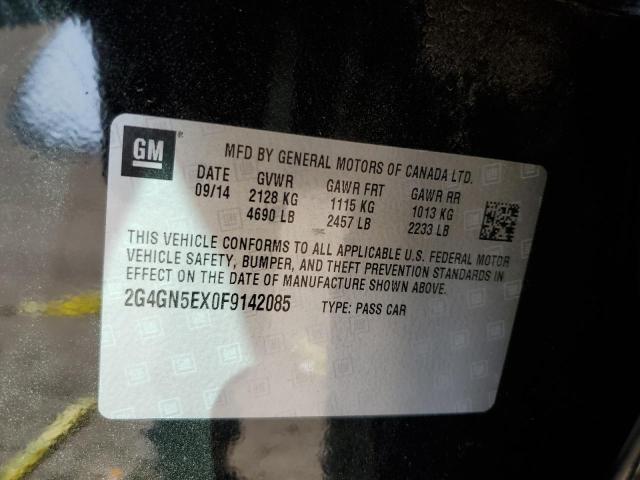 GM
MFD BY GENERAL MOTORS OF CANADA LTD.
DATE GVWR GAWR FRT GAWR RR
09/14 2128 KG 1115 KG 1013 KG
4690 LB 2457 LB 2233 LB
THIS VEHICLE CONFORMS TO ALL APPLICABLE U.S. FEDERAL MOTOR
VEHICLE SAFETY, BUMPER, AND THEFT PREVENTION STANDARDS IN
EFFECT ON THE DATE OF MANUFACTURE SHOWN ABOVE.
2G4GN5EX0F9142085 TYPE: PASS CAR